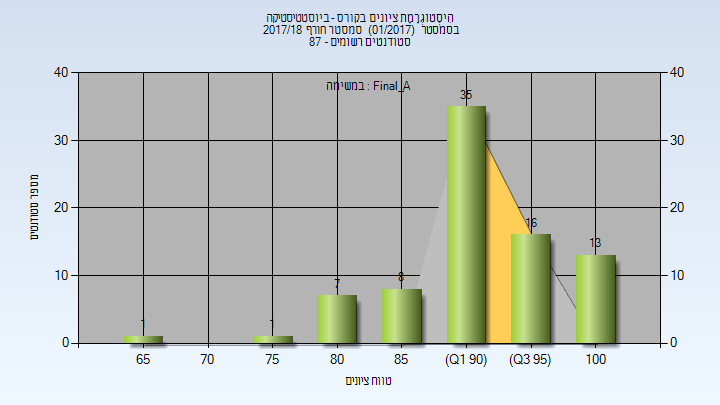 היסטוגרמת ציונים בקורס - ביוסטטיסטיקה
בסמסטר (01/2017) סמסטר חורף 2017/18
סטודנטים רשומים - 87
במשימה : Final_A
מספר סטודנטים
40
30
20
10
0
40
30
20
10
0
1
1
7
8
35
16
13
65
70
75
80
85
(Q1 90)
(Q3 95)
100
טווח ציונים